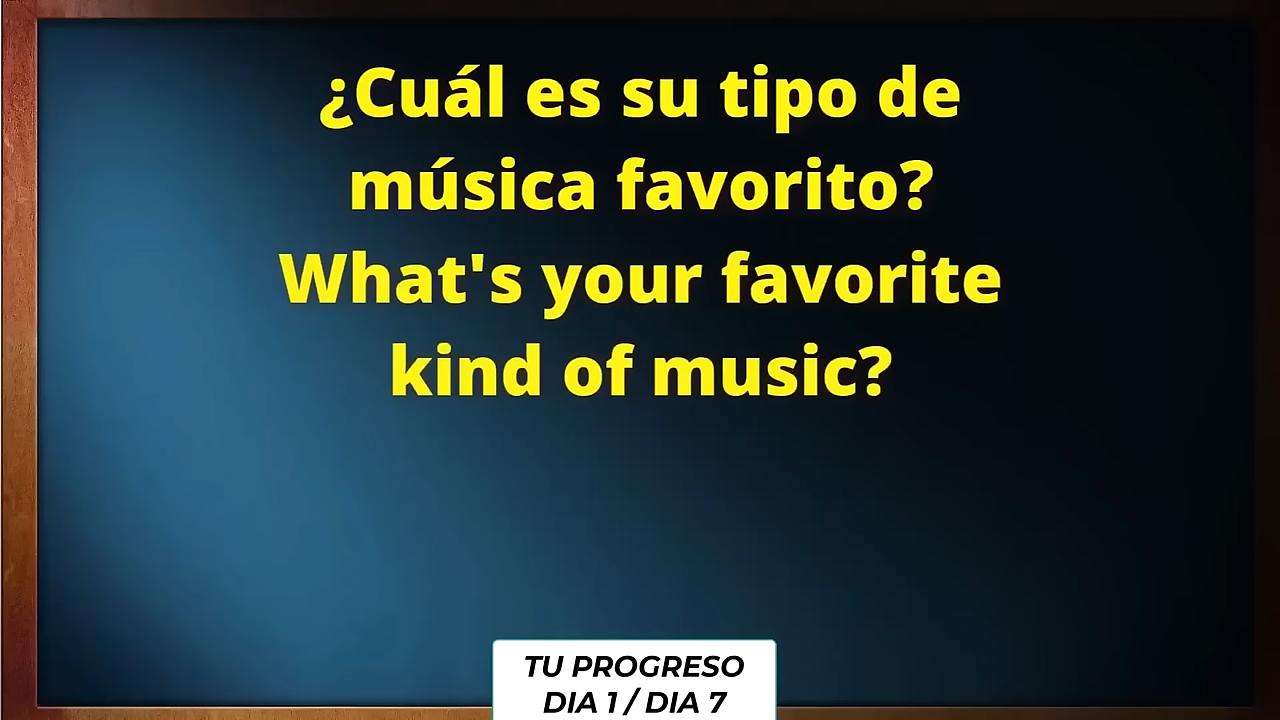 ¿Cuál es su tipo de
música favorito?
What's your favorite
kind of music?
TU PROGRESO
DIA 1 / DIA 7